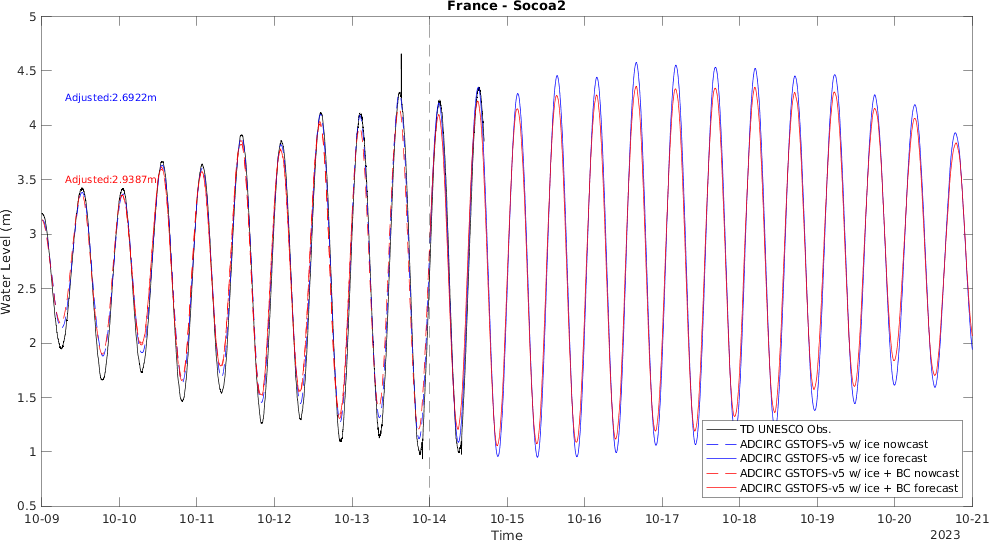 France - Socoa2
5
4.5
4
3.5
3
2.5
2
1.5
1
0.5
Water Level (m)
Adjusted:2.6922m
Adjusted:2.9387m
TD UNESCO Obs.
ADCIRC GSTOFS-v5 w/ ice nowcast
ADCIRC GSTOFS-v5 w/ ice forecast
ADCIRC GSTOFS-v5 w/ ice + BC nowcast
ADCIRC GSTOFS-v5 w/ ice + BC forecast
10-09 10-10 10-11 10-12 10-13 10-14 10-15 10-16 10-17 10-18 10-19 10-20 10-21
Time
2023